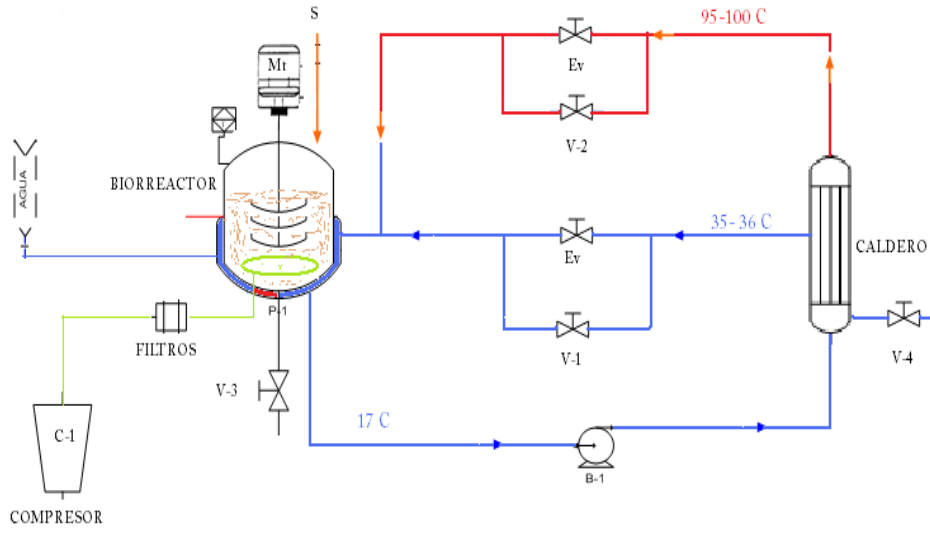 S
95-100 C
Mt
Ev
V-2
BIORREACTOR
AGUA
35- 36 C
Ev
CALDERO
P-1
FILTROS
V-1
V-4
V-3
17 C
C-1
B-1
COMPRESOR